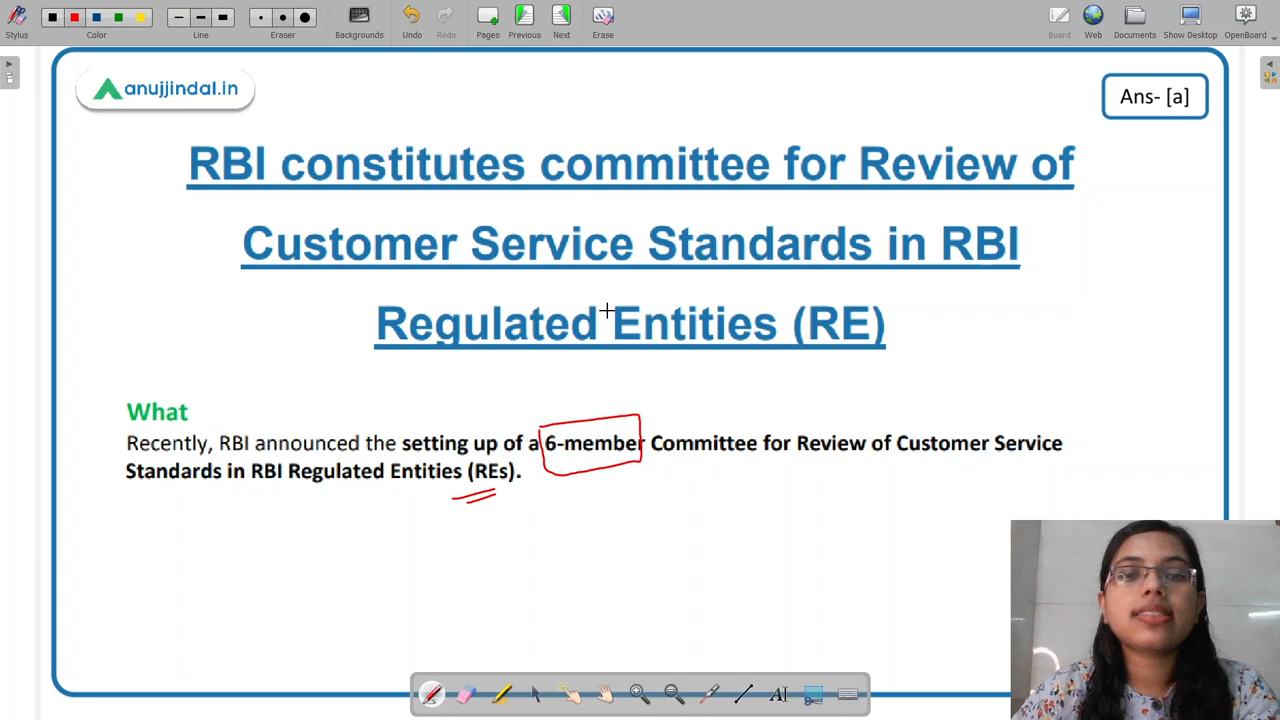 Stylus Color Line Eraser Backgrounds Undo Redo Pages Previous Next Erase Board Web Documents Show Desktop OpenBoard
anujjindal.in
Ans- [a]
RBI constitutes committee for Review of
Customer Service Standards in RBI
Regulated Entities (RE)
What
Recently, RBI announced the setting up of a 6-member Committee for Review of Customer Service
Standards in RBI Regulated Entities (REs).